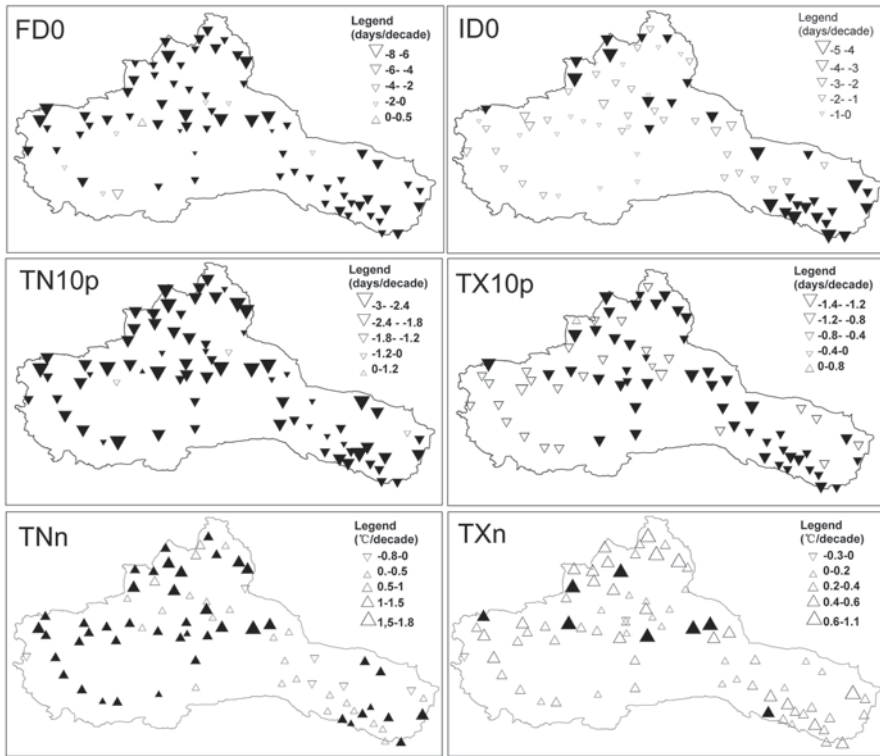 FD0
Legend
(days/decade)
-8 -6
-6- -4
-4 -2
-2-0
0-0.5
ID0
Legend
(days/decade)
-5 -4
-4- -3
-3- -2
-2- -1
-1-0
TN10p
Legend
(days/decade)
-3- -2.4
-2.4 - -1.8
-1.8- -1.2
-1.2-0
0-1.2
TX10p
Legend
(days/decade)
-1.4- -1.2
-1.2- -0.8
-0.8- -0.4
-0.4-0
0-0.8
TNn
Legend
(℃/decade)
-0.8-0
0.-0.5
0.5-1
1-1.5
1,5-1.8
TXn
Legend
(℃/decade)
-0.3-0
0-0.2
0.2-0.4
0.4-0.6
0.6-1.1